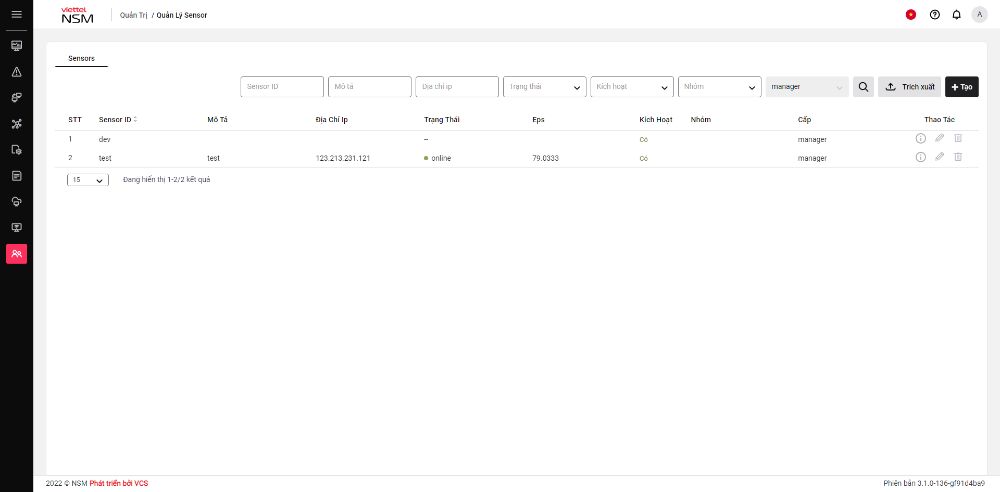 viettel
NSM
Quản Trị / Quản Lý Sensor
A
Sensors
Sensor ID Mô tả Địa chỉ ip Trạng thái Kích hoạt Nhóm manager Trích xuất + Tạo
STT Sensor ID Mô Tả Địa Chỉ Ip Trạng Thái Eps Kích Hoạt Nhóm Cấp Thao Tác
1 dev -- Có manager
2 test test 123.213.231.121 online 79.0333 Có manager
15 Đang hiển thị 1-2/2 kết quả
2022 © NSM Phát triển bởi VCS Phiên bản 3.1.0-136-gf91d4ba9